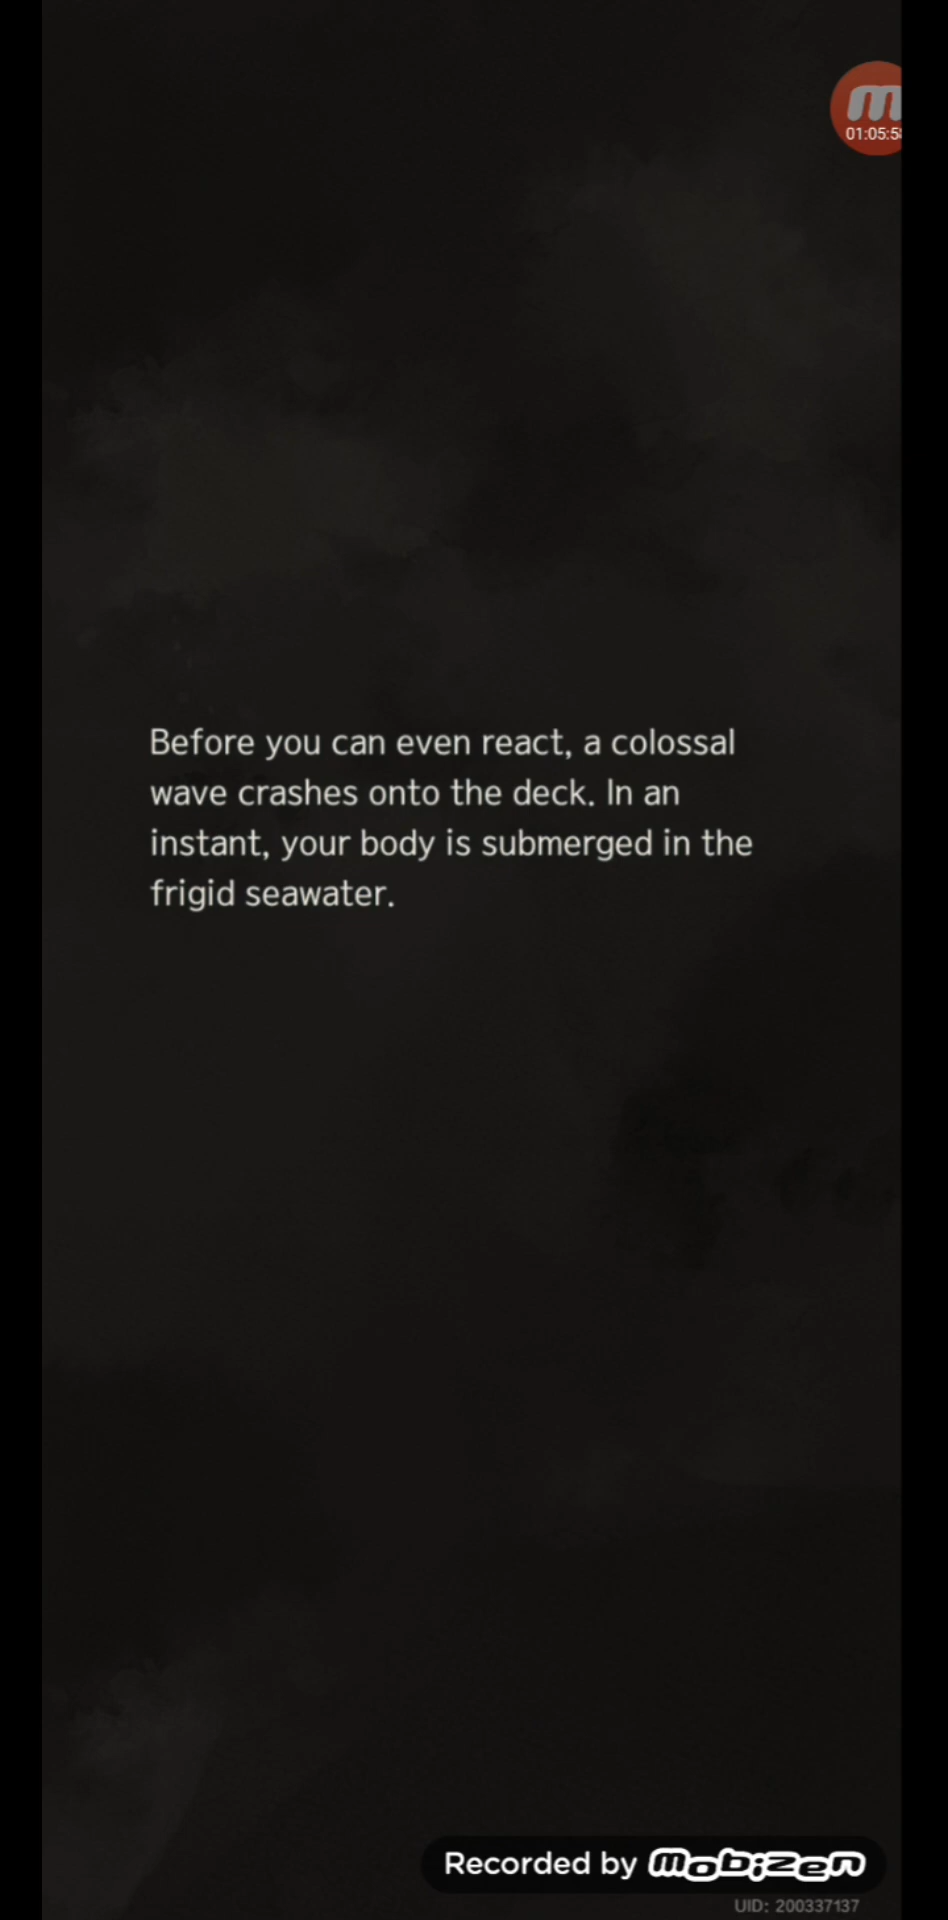 m
01:05:5
Before you can even react, a colossal
wave crashes onto the deck. In an
instant, your body is submerged in the
frigid seawater.
Recorded by mobizen
UID: 200337137